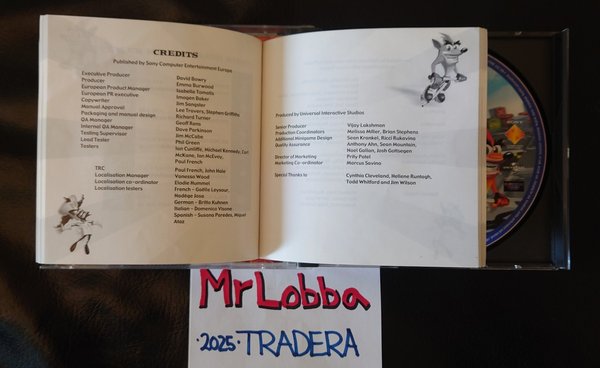 CREDITS
Published by Sony Computer Entertainment Europe
Executive Producer David Bowry
Producer Emma Burwood
European Product Manager Isabelle Tomatis
European PR executive Imogen Baker
Copywriter Jim Sangster
Manual Approval Lee Travers, Stephen Griffiths
Packaging and manual design Richard Turner
QA Manager Geoff Rens
Internal QA Manager Dave Parkinson
Testing Supervisor Jim McCabe
Lead Tester Phil Green
Testers Ian Cunliffe, Michael Kennedy, Carl
McKane, Ian McEvoy,
Paul French
TRC Paul French, John Hale
Localisation Manager Vanessa Wood
Localisation Co-ordinator Elodie Hummel
Localisation testers French – Gaëlle Leysour,
Nadège Josa
German – Britta Kuhnen
Italian – Domenico Visone
Spanish – Susana Paredes, Miquel
Atoz
Produced by Universal Interactive Studios
Senior Producer Vijay Lakshman
Production Coordinators Melissa Miller, Brian Stephens
Additional Minigame Design Sean Krankel, Ricci Rukavina
Quality Assurance Anthony Ahn, Sean Mountain,
Noel Gallon, Josh Gottsegen
Director of Marketing Prity Patel
Marketing Co-ordinator Marcus Savino
Special Thanks to Cynthia Cleveland, Heliene Runtagh,
Todd Whitford and Jim Wilson
MrLobba
·2025· TRADERA